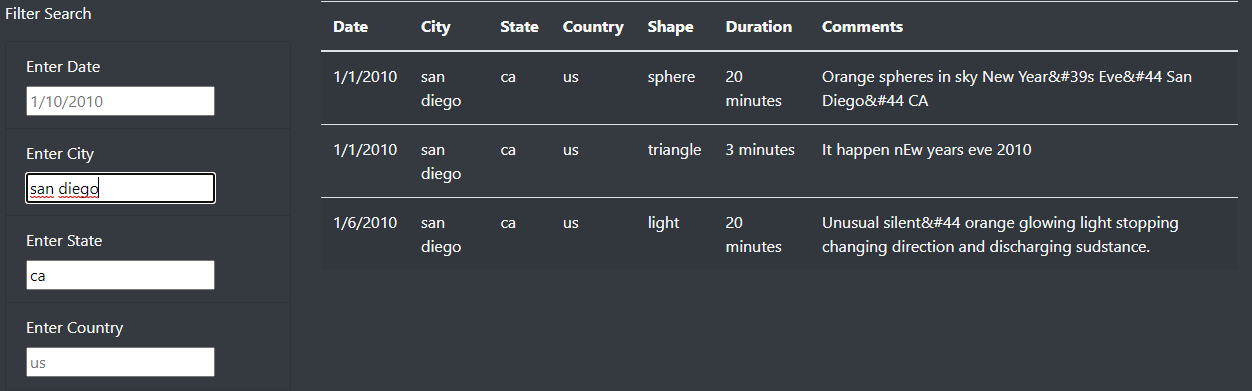 Filter Search
Enter Date
1/10/2010
Enter City
san diego
Enter State
ca
Enter Country
us
Date City State Country Shape Duration Comments
1/1/2010 san ca us sphere 20 Orange spheres in sky New Year&#39s Eve&#44 San
diego minutes Diego&#44 CA
1/1/2010 san ca us triangle 3 minutes It happen nEw years eve 2010
diego
1/6/2010 san ca us light 20 Unusual silent&#44 orange glowing light stopping
diego minutes changing direction and discharging sudstance.